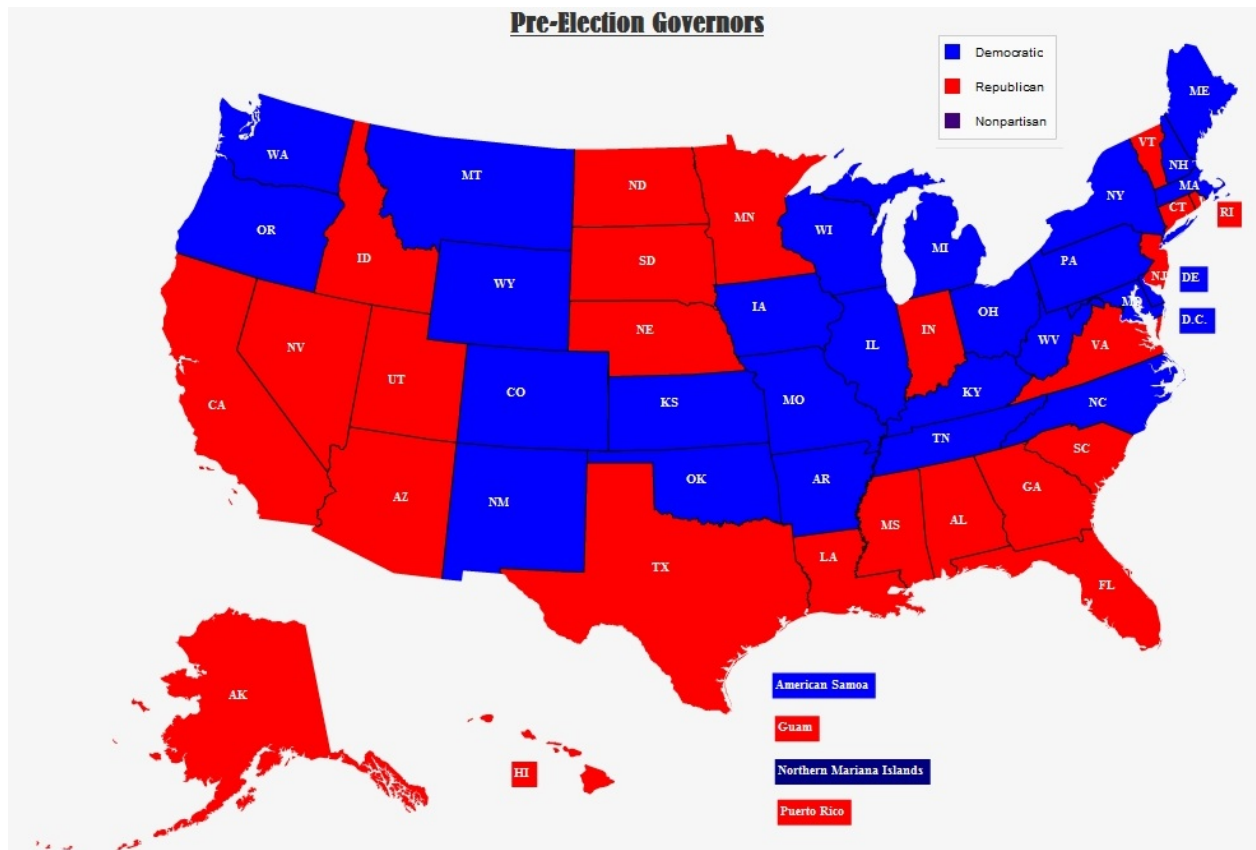 Pre-Election Governors
Democratic
Republican
Nonpartisan
ME
WA
VT
MT
NH
ND
MA
NY
CT
MN
RI
OR
WI
MI
ID
SD
PA
NJ
DE
WY
MD
IA
OH
D.C.
NE
IN
WV
VA
NV
IL
UT
CO
KY
CA
KS
MO
NC
TN
SC
OK
AR
GA
AZ
NM
MS
AL
LA
TX
FL
American Samoa
AK
Guam
HI
Northern Mariana Islands
Puerto Rico